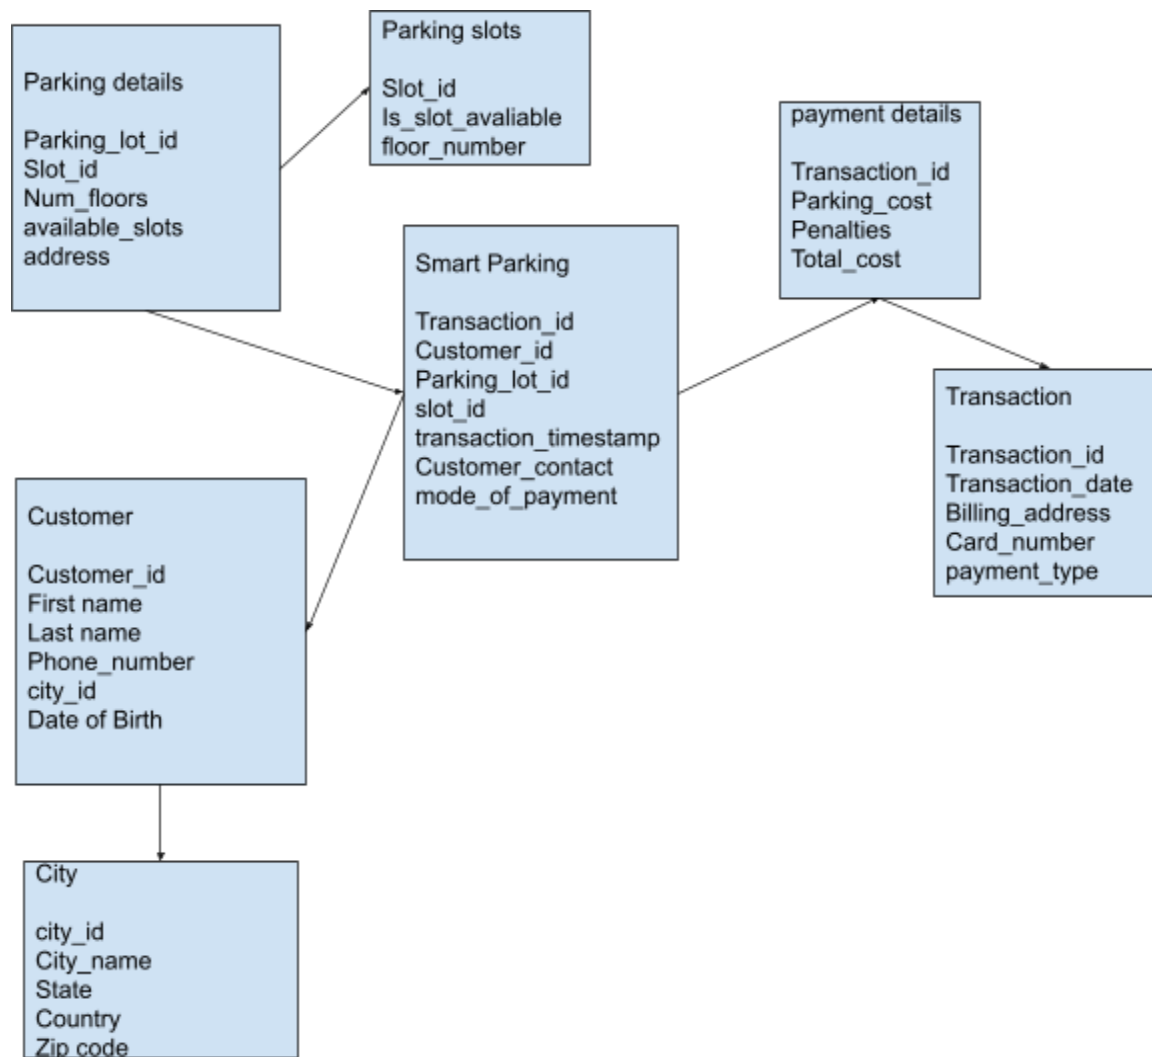 Parking details
Parking_lot_id
Slot_id
Num_floors
available_slots
address
Parking slots
Slot_id
Is_slot_avaliable
floor_number
Smart Parking
Transaction_id
Customer_id
Parking_lot_id
slot_id
transaction_timestamp
Customer_contact
mode_of_payment
payment details
Transaction_id
Parking_cost
Penalties
Total_cost
Transaction
Transaction_id
Transaction_date
Billing_address
Card_number
payment_type
Customer
Customer_id
First name
Last name
Phone_number
city_id
Date of Birth
City
city_id
City_name
State
Country
Zip code